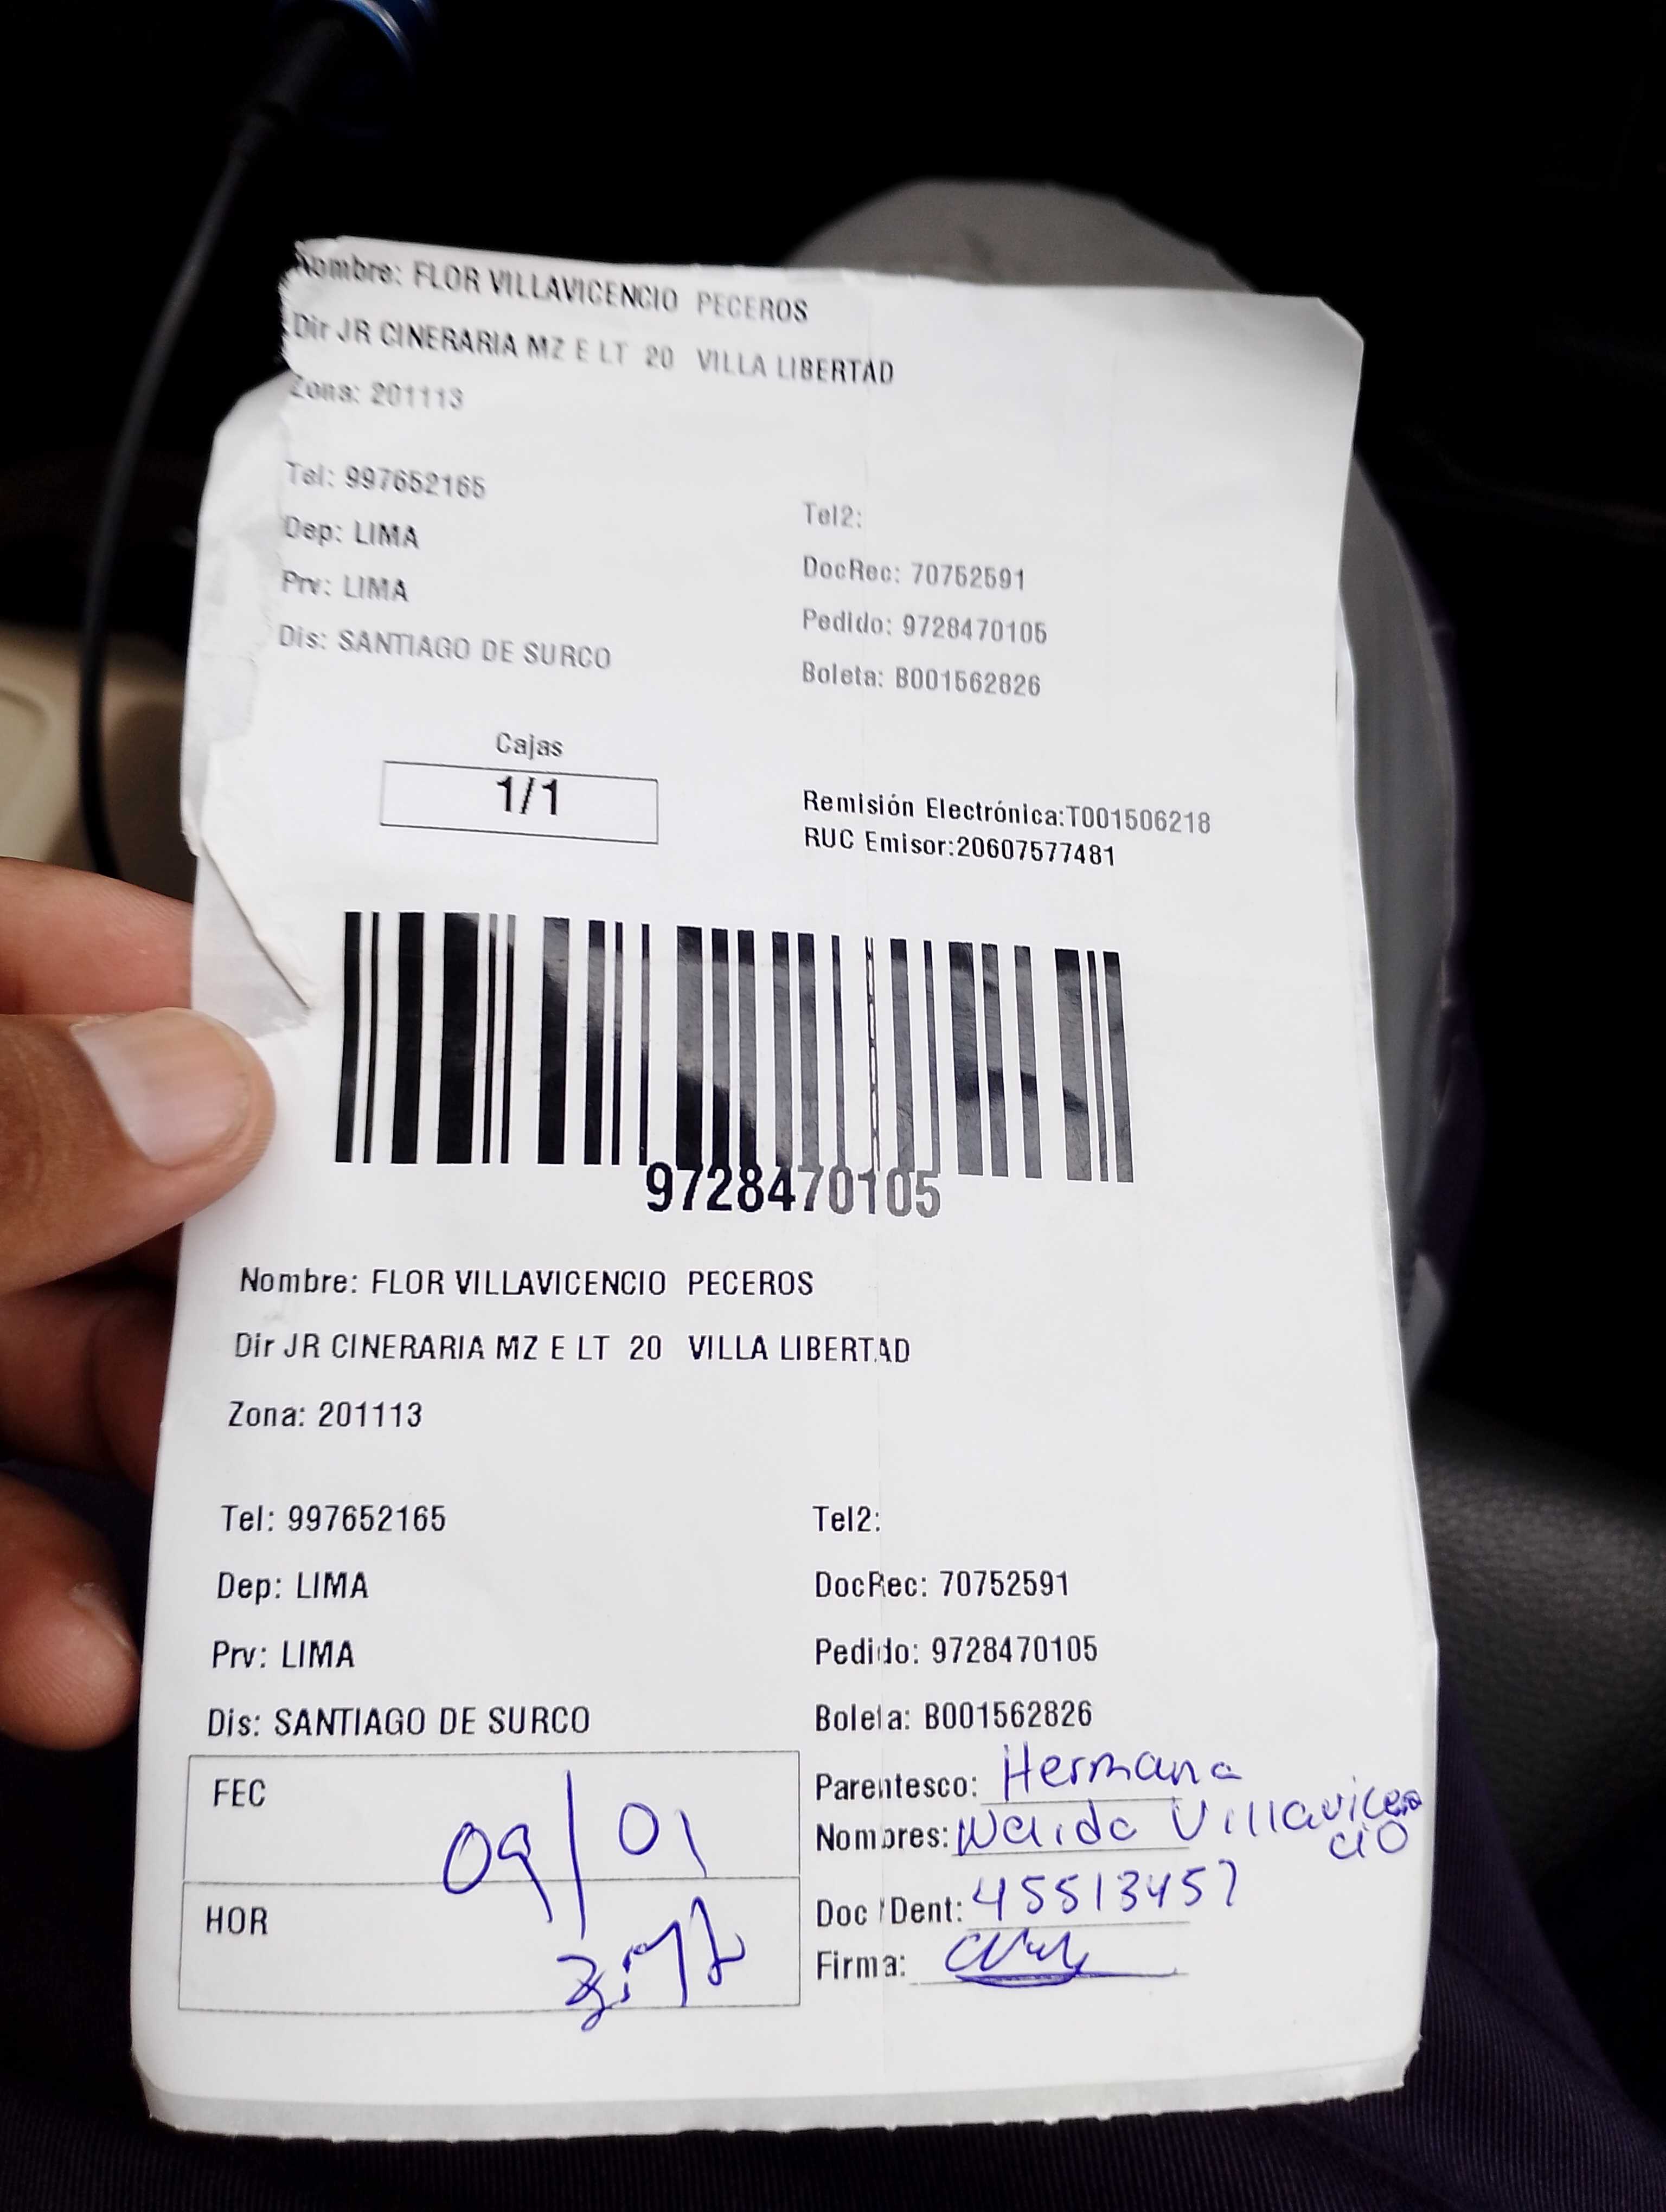 Nombre: FLOR VILLAVICENCIO PECEROS
Dir JR CINERARIA MZ E LT 20 VILLA LIBERTAD
Zona: 201113
Tel: 997652165
Tel2:
Dep: LIMA
DocRec: 70752591
Prv: LIMA
Pedido: 9728470105
Dis: SANTIAGO DE SURCO
Boleta: B001562826
Cajas
1/1
Remisión Electrónica:T001506218
RUC Emisor:20607577481
9728470105
Nombre: FLOR VILLAVICENCIO PECEROS
Dir JR CINERARIA MZ E LT 20 VILLA LIBERTAD
Zona: 201113
Tel: 997652165
Tel2:
Dep: LIMA
DocRec: 70752591
Prv: LIMA
Pedido: 9728470105
Dis: SANTIAGO DE SURCO
Boleta: B001562826
FEC 09/01
HOR
Parentesco: Hermana
Nombres: Villavicencio
Doc Ident: 45513457
Firma: